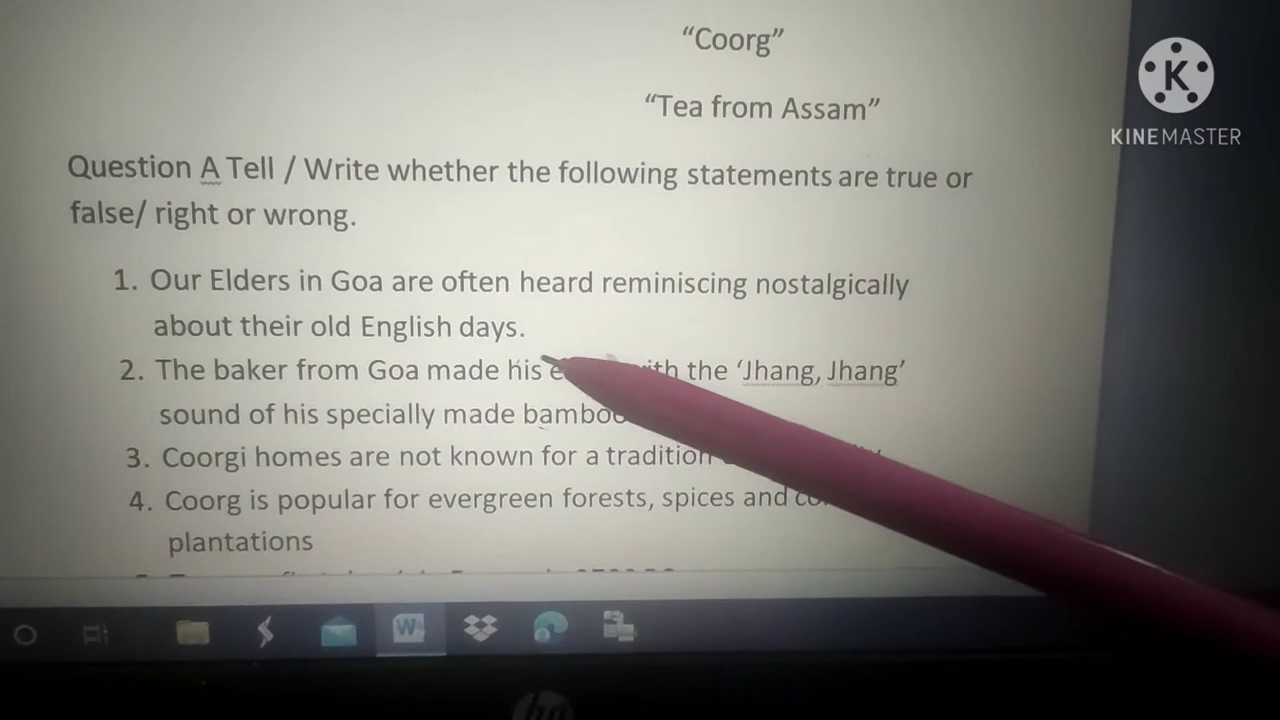 “Coorg”
“Tea from Assam”
K
KINEMASTER
Question A Tell / Write whether the following statements are true or
false/ right or wrong.
1. Our Elders in Goa are often heard reminiscing nostalgically
about their old English days.
2. The baker from Goa made his with the ‘Jhang, Jhang’
sound of his specially made
3. Coorgi homes are not known for a tradition
4. Coorg is popular for evergreen forests, spices and
plantations
W
hp